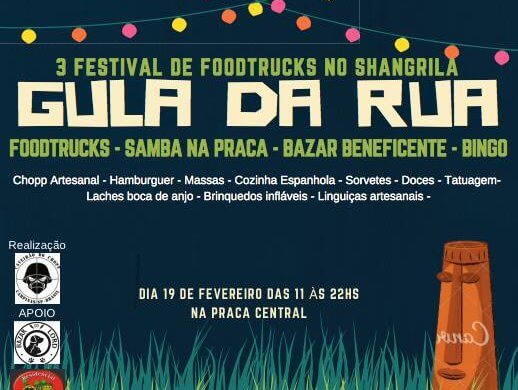 3 FESTIVAL DE FOODTRUCKS NO SHANGRILÁ
GULA DA RUA
FOODTRUCKS - SAMBA NA PRACA - BAZAR BENEFICENTE - BINGO
Chopp Artesanal - Hamburguer - Massas - Cozinha Espanhola - Sorvetes - Doces - Tatuagem-
Laches boca de anjo - Brinquedos infláveis - Linguiças artesanais -
Realização
APOIO
DIA 19 DE FEVEREIRO DAS 11 ÀS 22HS
NA PRACA CENTRAL
Residencial